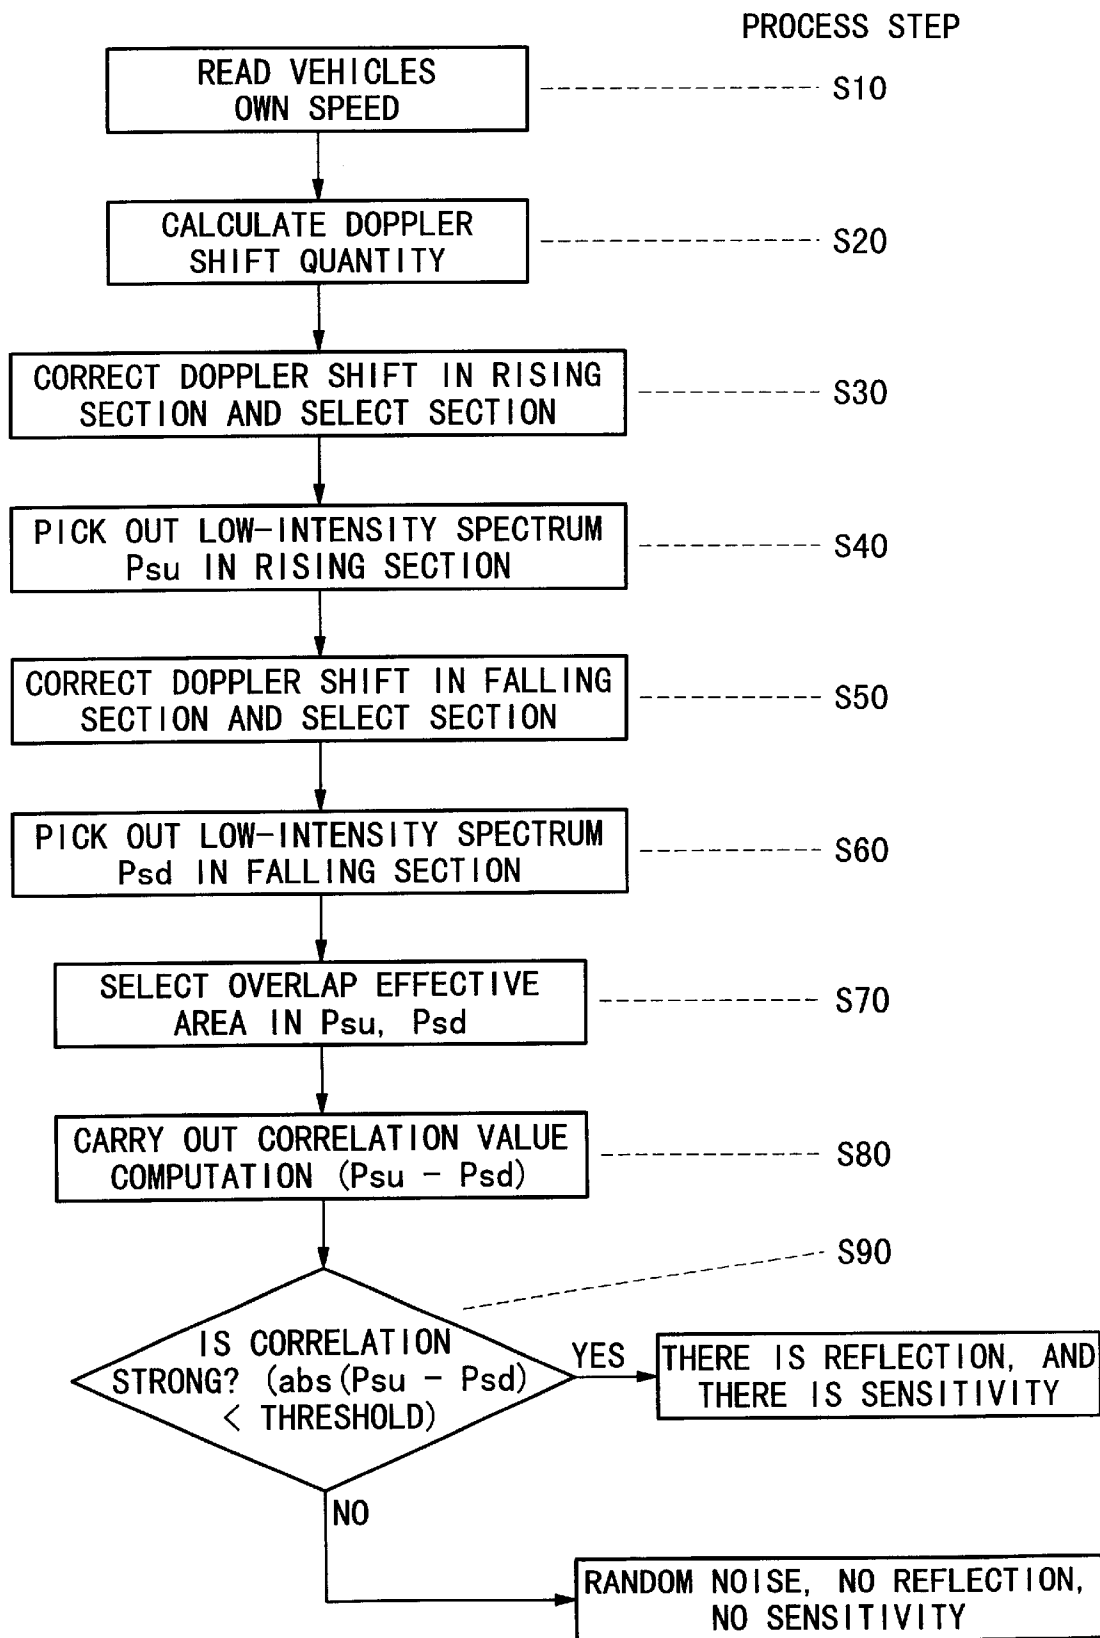 PROCESS STEP
READ VEHICLES
OWN SPEED
S10
CALCULATE DOPPLER
SHIFT QUANTITY
S20
CORRECT DOPPLER SHIFT IN RISING
SECTION AND SELECT SECTION
S30
PICK OUT LOW-INTENSITY SPECTRUM
Psu IN RISING SECTION
S40
CORRECT DOPPLER SHIFT IN FALLING
SECTION AND SELECT SECTION
S50
PICK OUT LOW-INTENSITY SPECTRUM
Psd IN FALLING SECTION
S60
SELECT OVERLAP EFFECTIVE
AREA IN Psu, Psd
S70
CARRY OUT CORRELATION VALUE
COMPUTATION (Psu - Psd)
S80
S90
IS CORRELATION
STRONG? (abs(Psu - Psd)
< THRESHOLD)
YES
THERE IS REFLECTION, AND
THERE IS SENSITIVITY
NO
RANDOM NOISE, NO REFLECTION,
NO SENSITIVITY